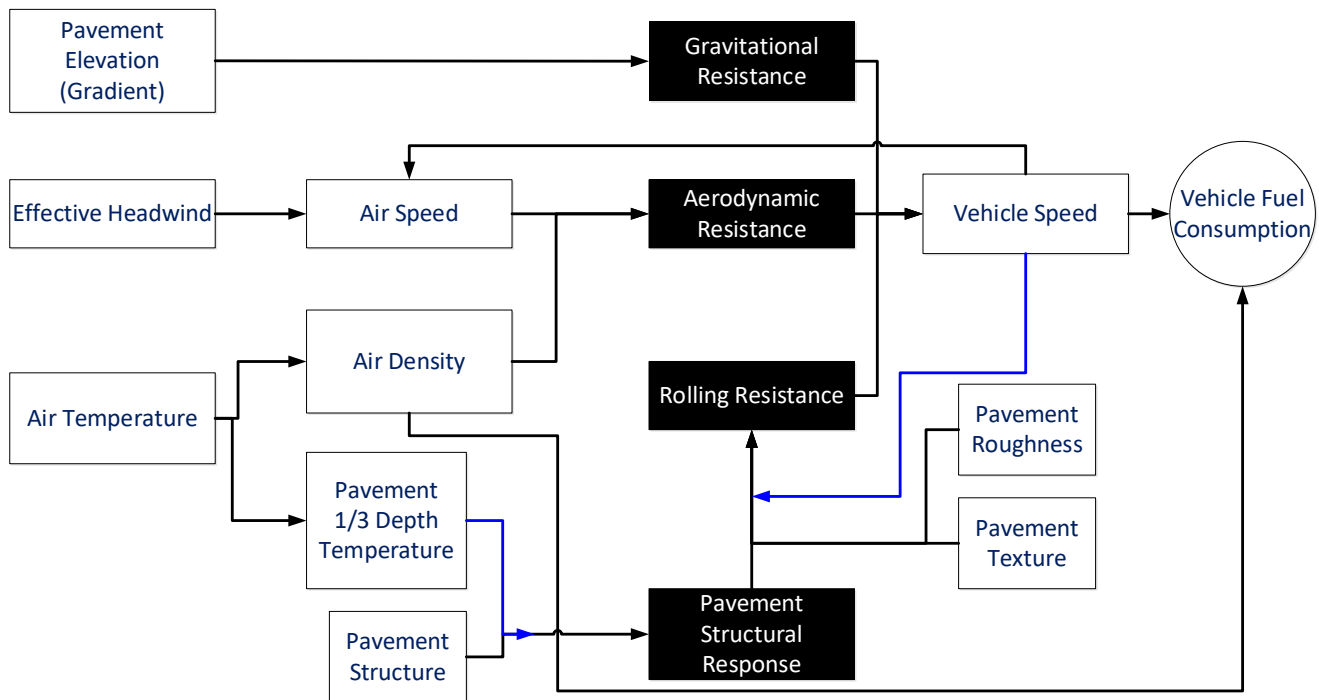 Pavement
Elevation
(Gradient)
Gravitational
Resistance
Effective Headwind
Air Speed
Aerodynamic
Resistance
Vehicle Speed
Vehicle Fuel
Consumption
Air Temperature
Air Density
Rolling Resistance
Pavement
Roughness
Pavement
1/3 Depth
Temperature
Pavement
Texture
Pavement
Structure
Pavement
Structural
Response